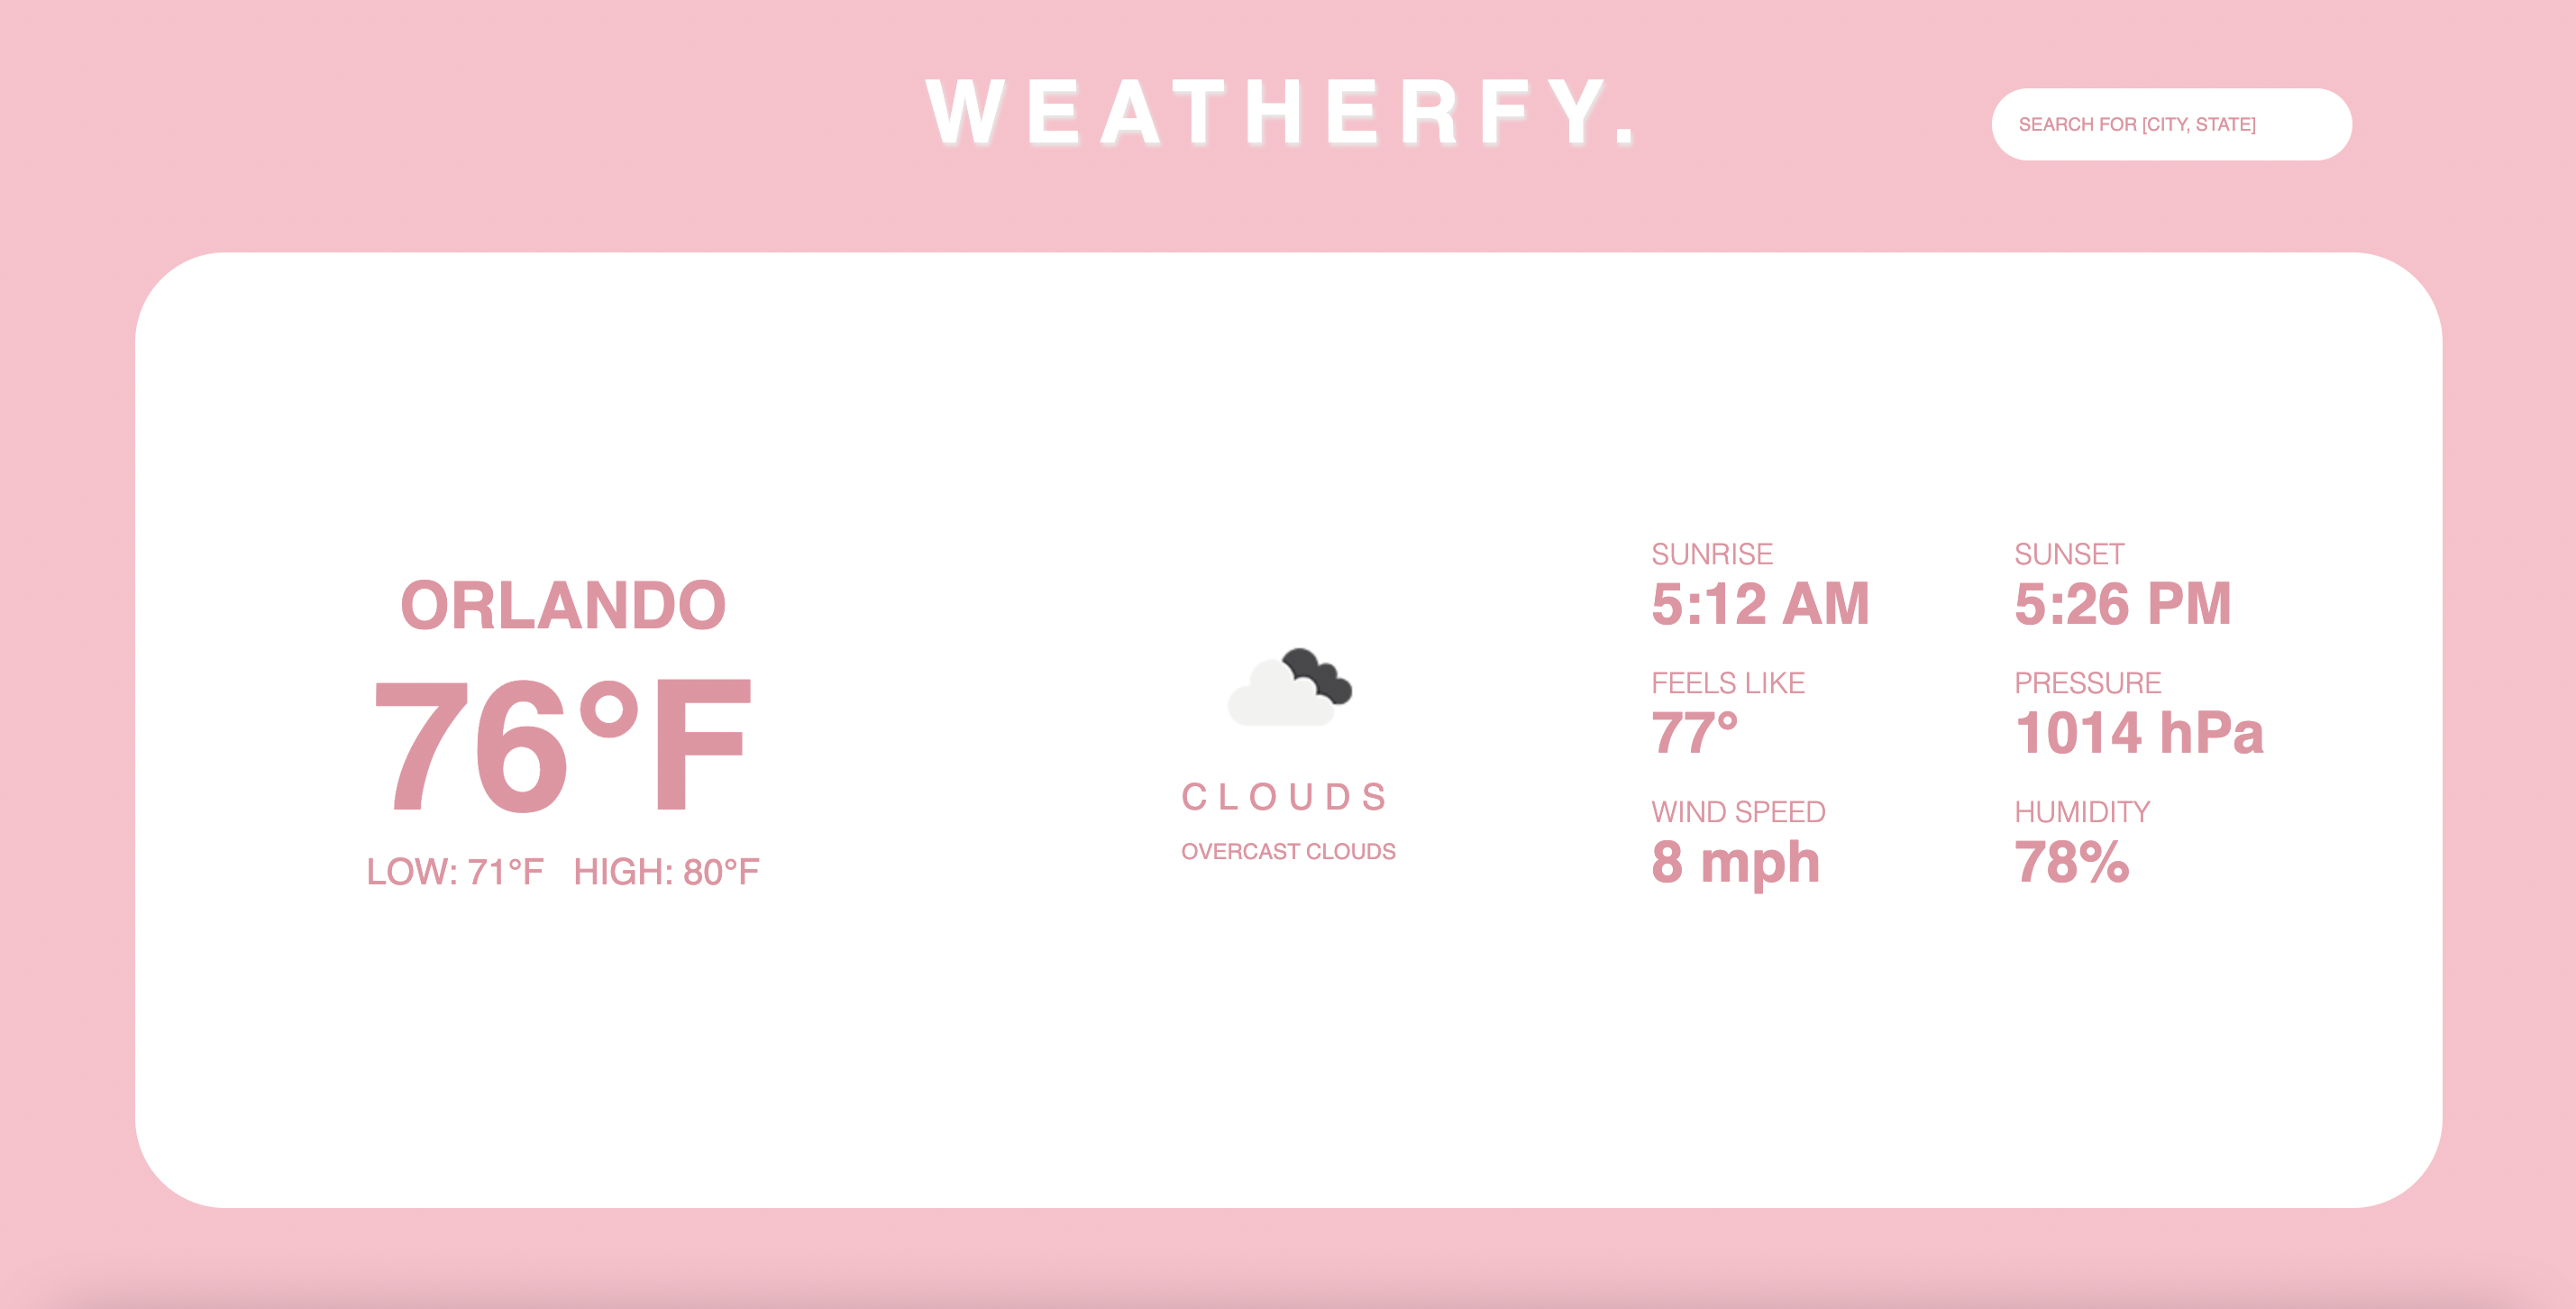 WEATHERFY.
SEARCH FOR [CITY, STATE]
ORLANDO
76°F
LOW: 71°F HIGH: 80°F
CLOUDS
OVERCAST CLOUDS
SUNRISE
5:12 AM
SUNSET
5:26 PM
FEELS LIKE
77°
PRESSURE
1014 hPa
WIND SPEED
8 mph
HUMIDITY
78%